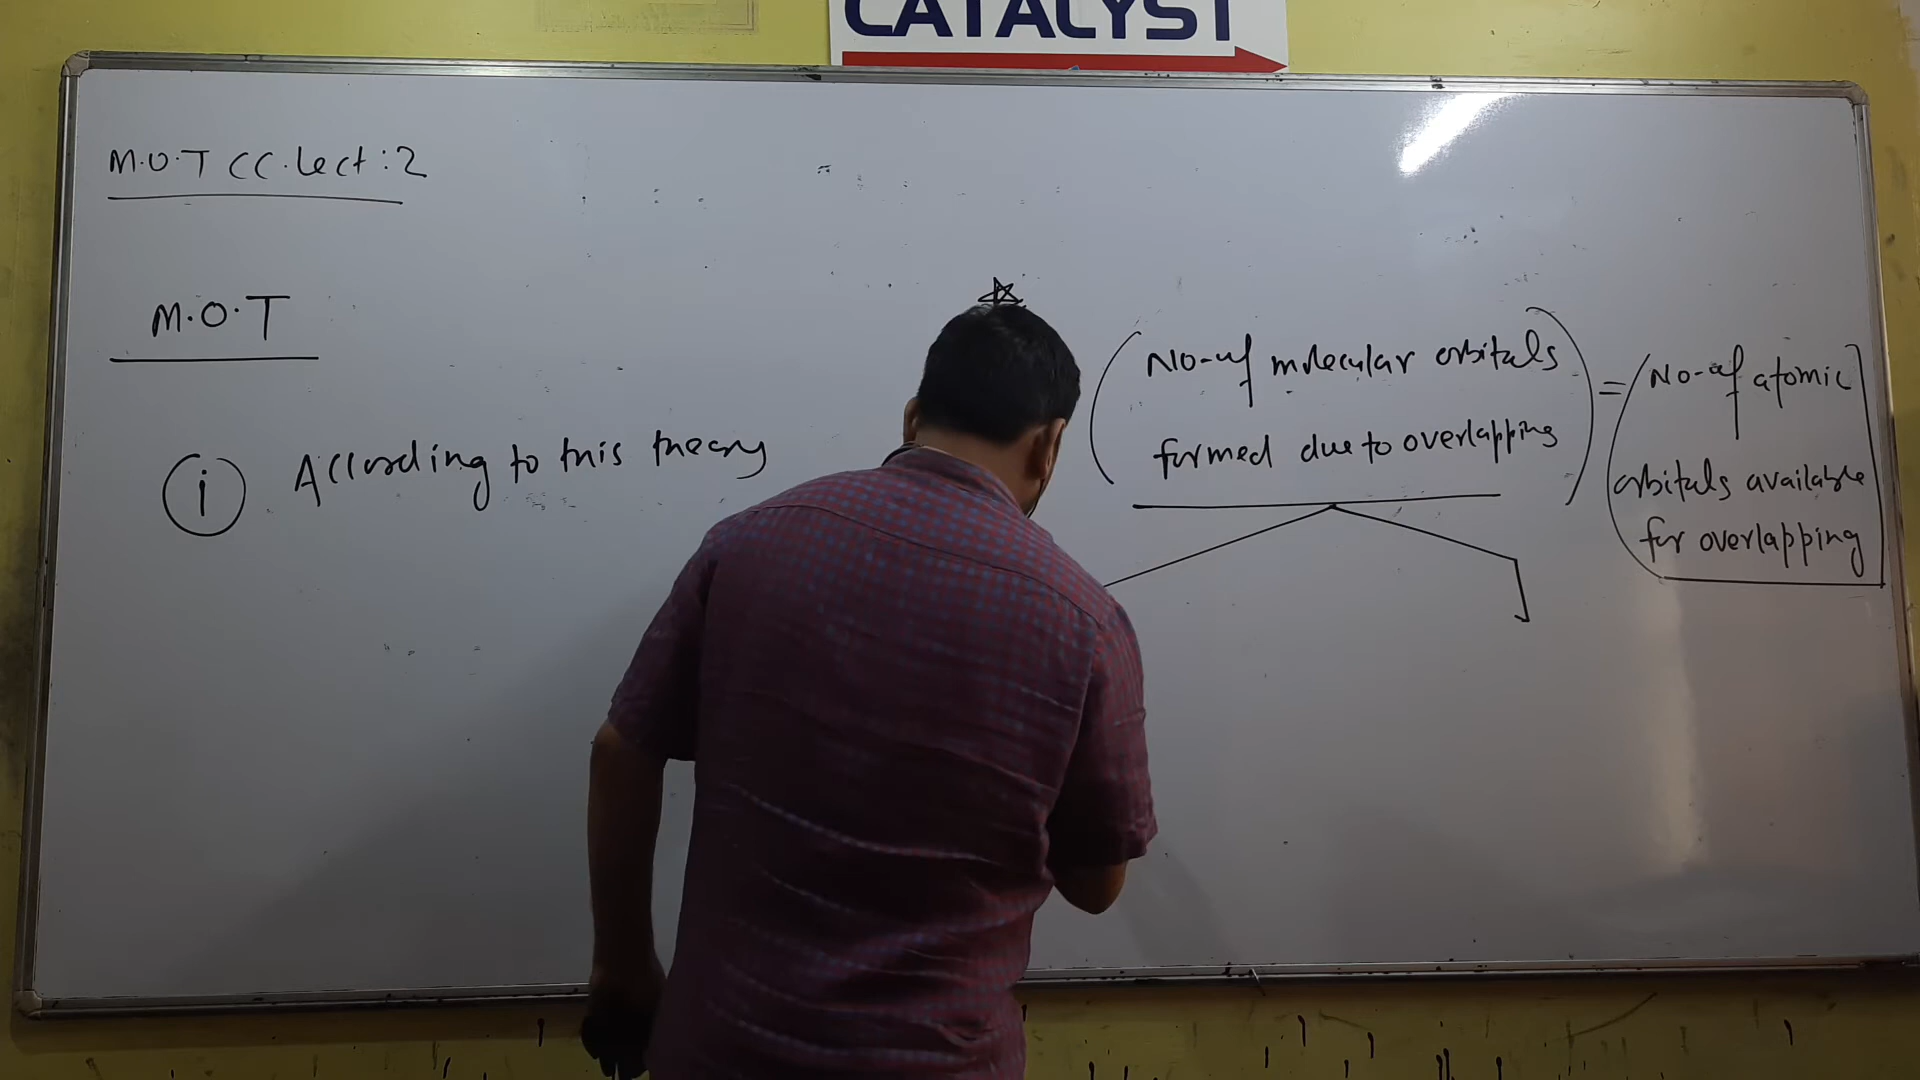 CATALYST
M.O.T CC.Lect:2
M.O.T
i According to this theory
(No-of molecular orbitals
formed due to overlapping)
= (No-of atomic
orbitals available
for overlapping